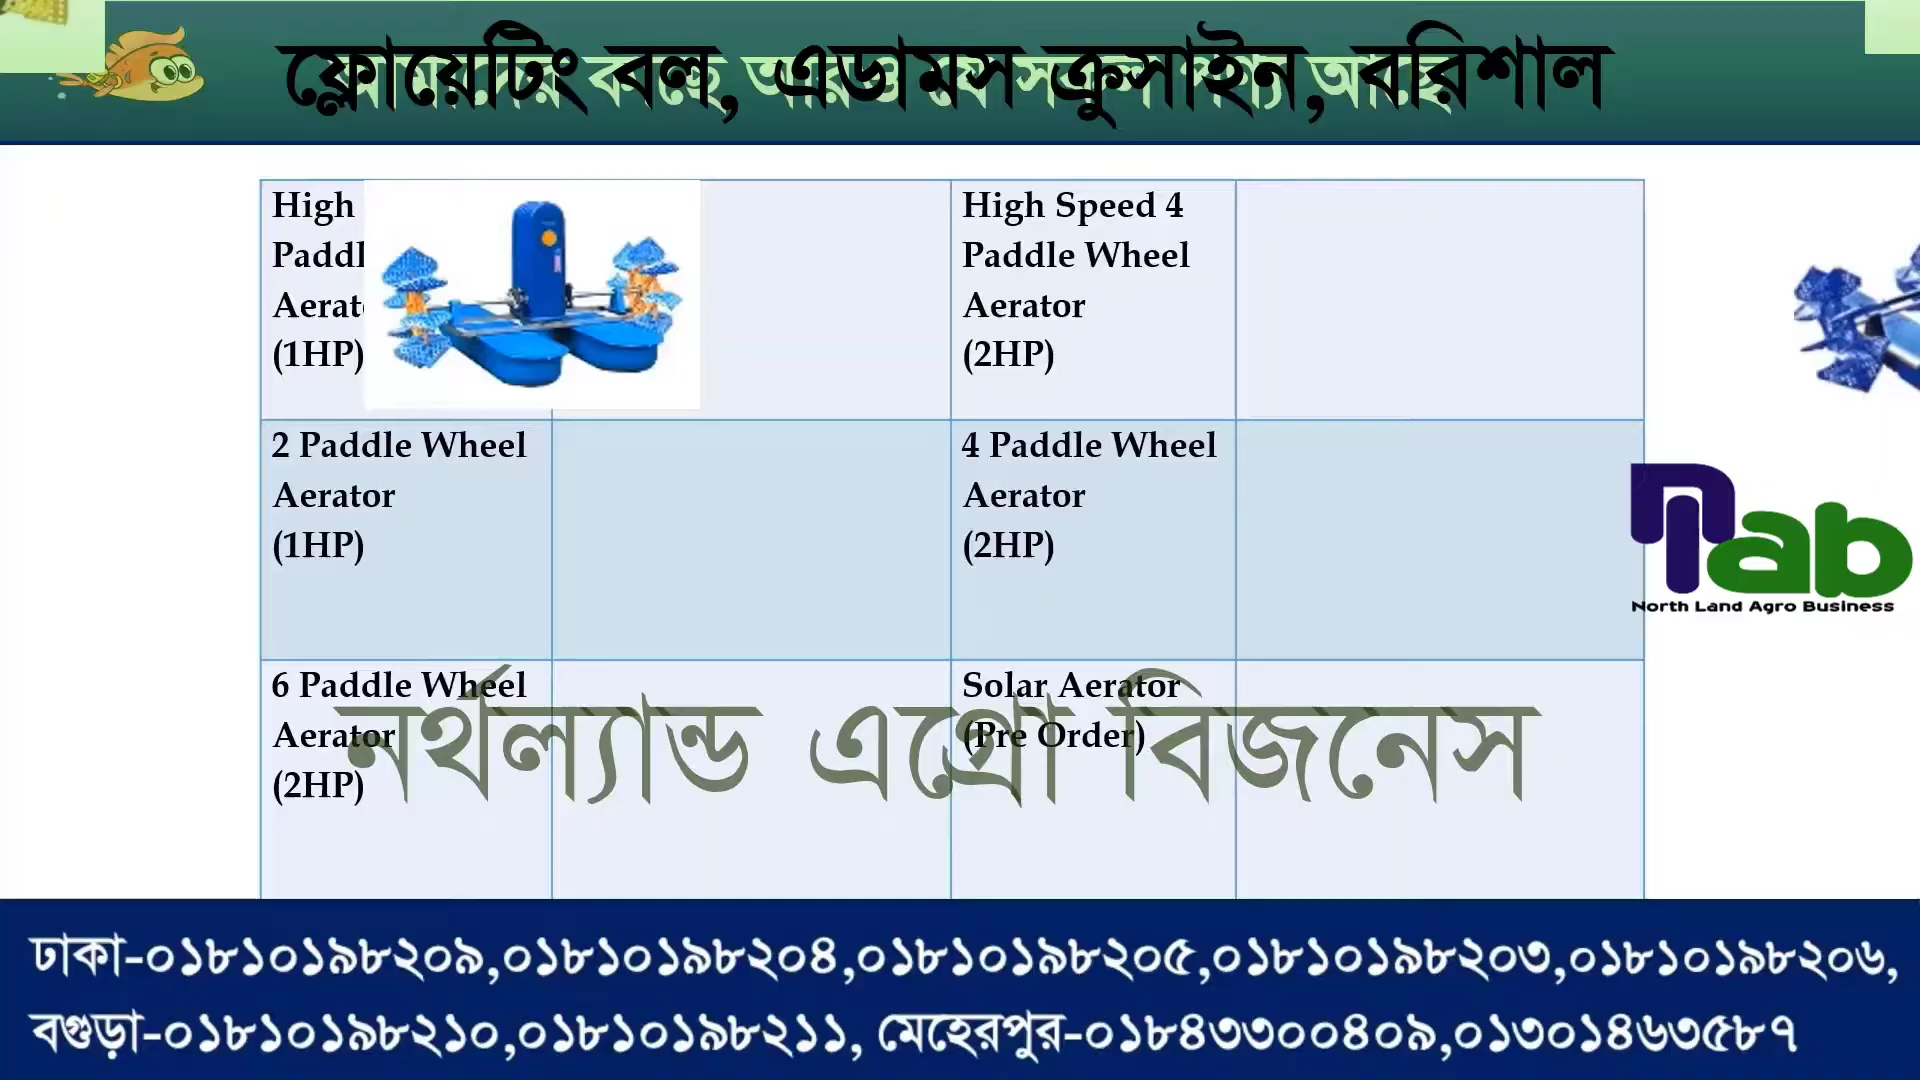 ফ্লোয়েটিং বল, এডামস ক্রুসাইন, বরিশাল
High
Paddl
Aerat
(1HP)
High Speed 4
Paddle Wheel
Aerator
(2HP)
2 Paddle Wheel
Aerator
(1HP)
4 Paddle Wheel
Aerator
(2HP)
nab
North Land Agro Business
6 Paddle Wheel
Aerator
(2HP)
Solar Aerator
(Pre Order)
নর্থল্যান্ড এগ্রো বিজনেস
ঢাকা-০১৮১০১৯৮২০৯,০১৮১০১৯৮২০৪,০১৮১০১৯৮২০৫,০১৮১০১৯৮২০৩,০১৮১০১৯৮২০৬,
বগুড়া-০১৮১০১৯৮২১০,০১৮১০১৯৮২১১, মেহেরপুর-০১৮৪৩৩০০৪০৯,০১৩০১৪৬৩৫৮৭